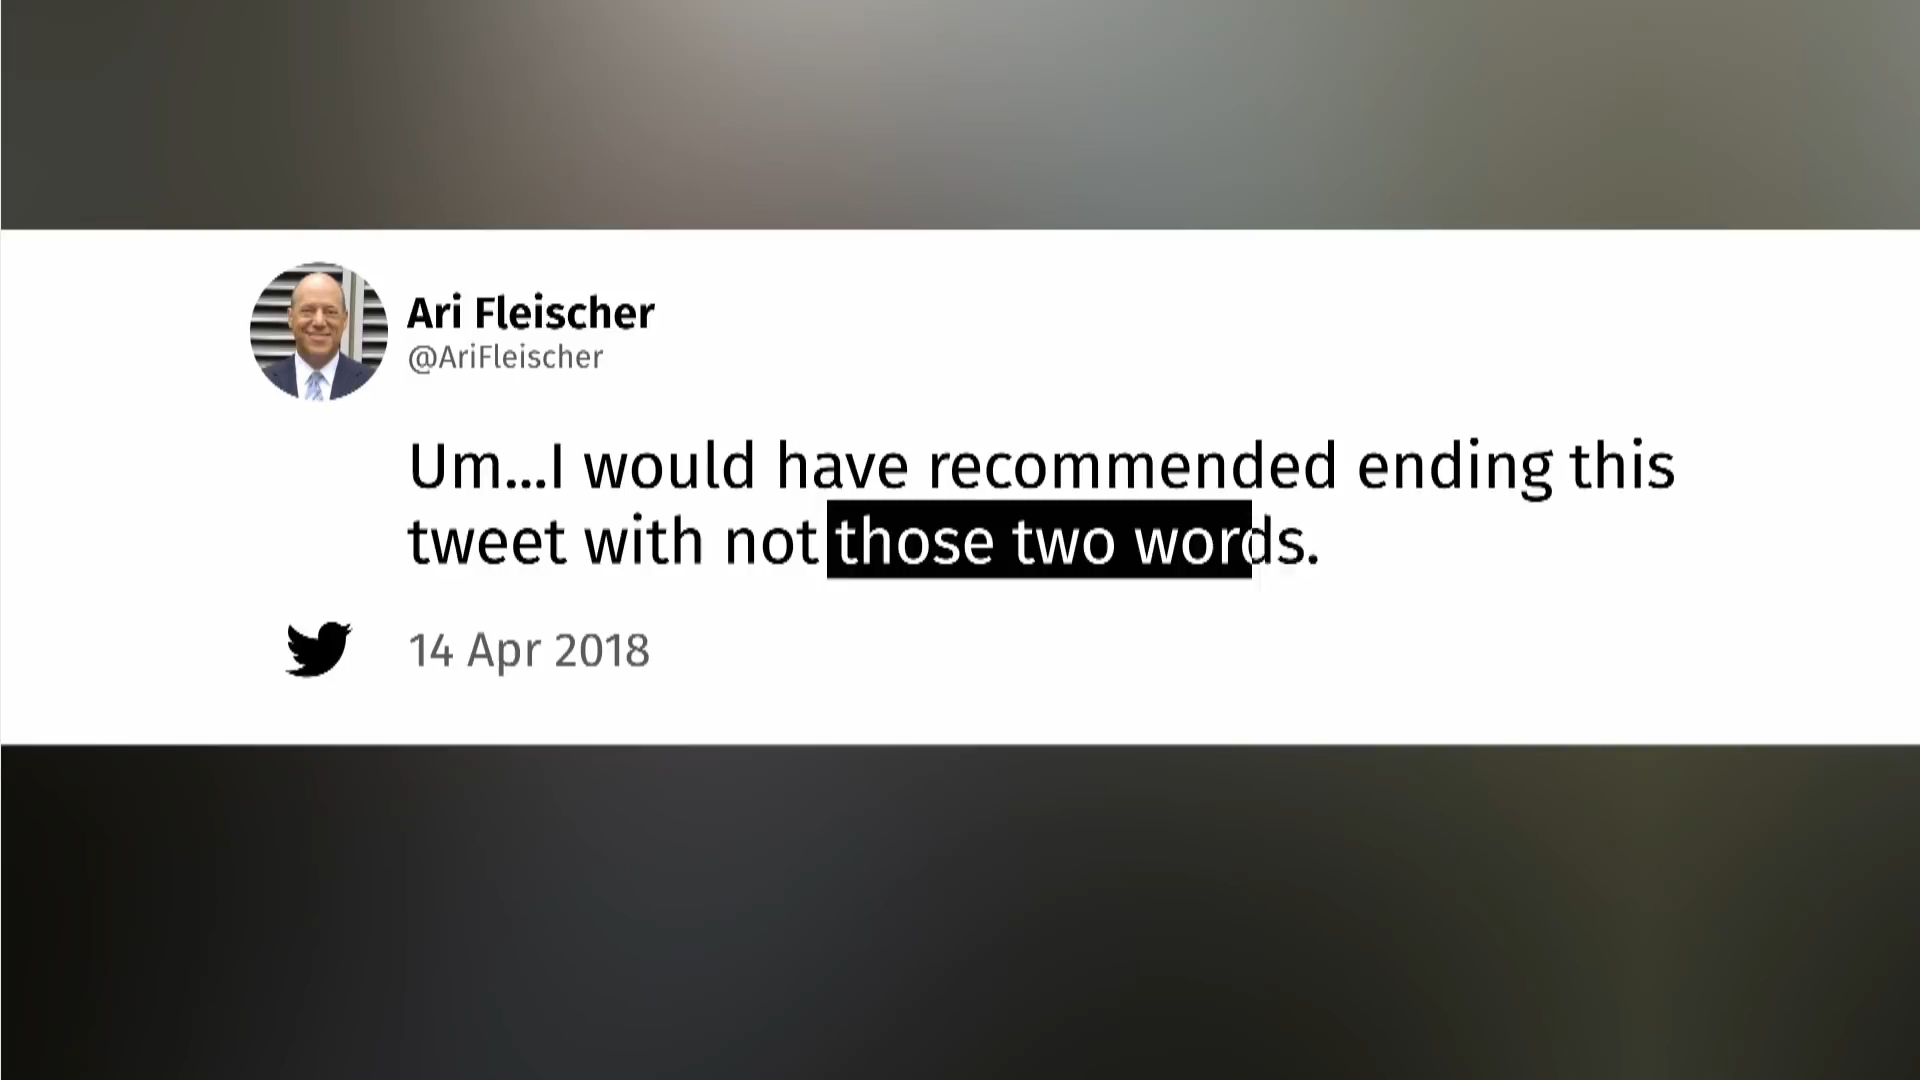 Ari Fleischer
@AriFleischer
Um...I would have recommended ending this
tweet with not those two words.
14 Apr 2018